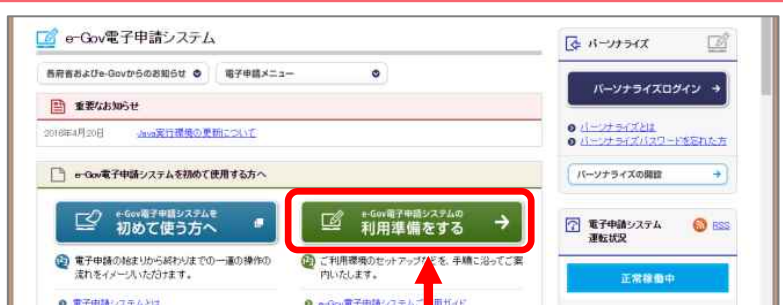 e-Gov電子申請システム
各府省およびe-Govからのお知らせ
電子申請メニュー
重要なお知らせ
2016年4月20日 Java実行環境の更新について
e-Gov電子申請システムを初めて使用する方へ
e-Gov電子申請システムを
初めて使う方へ
e-Gov電子申請システムの
利用準備をする
電子申請の始まりから終わりまでの一連の操作の
流れをイメージいただけます。
ご利用環境のセットアップなどを、手順に沿ってご案
内いたします。
電子申請システムとは
パーソナライズ
パーソナライズログイン
パーソナライズとは
パーソナライズパスワードを忘れた方
パーソナライズの開設
電子申請システム
運転状況
RSS
正常稼働中